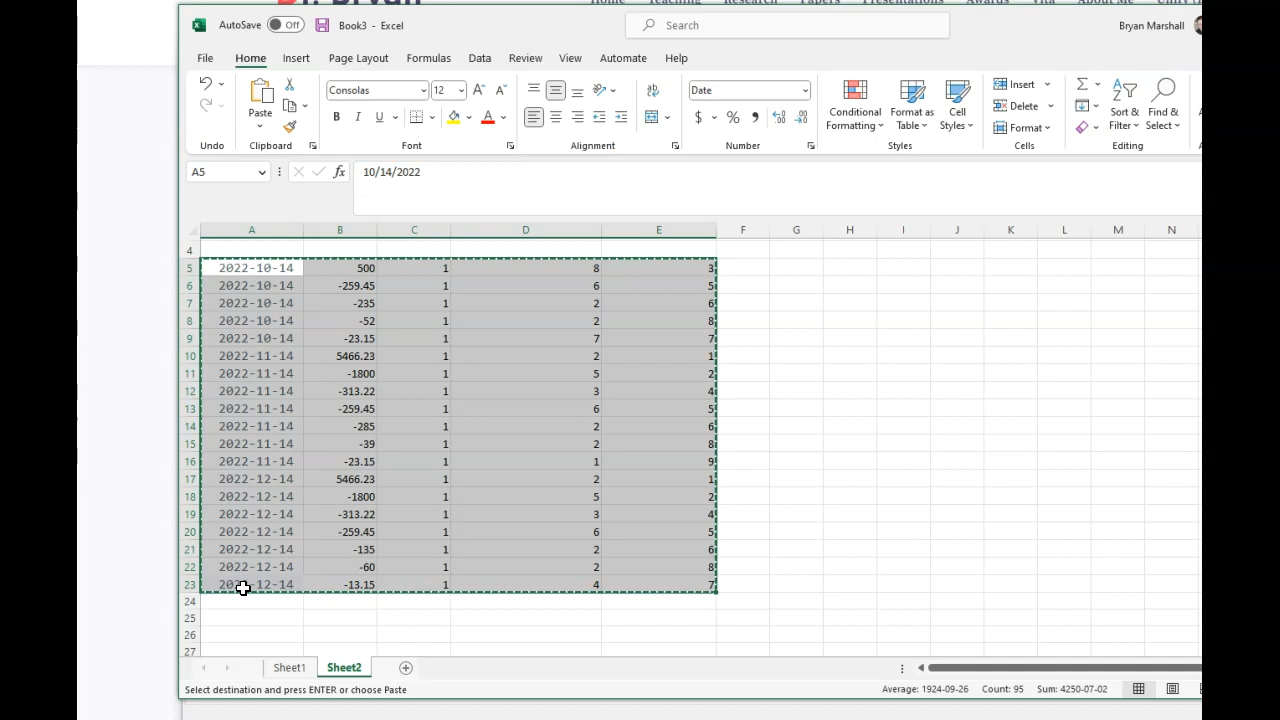 Dr. Bryan
Home Teaching Research Papers Presentations Awards Vita About Me
AutoSave Off Book3 - Excel Search Bryan Marshall
File Home Insert Draw Page Layout Formulas Data Review View Automate Help
Paste Consolas 12 A^ A˅ Date Conditional Formatting Format as Table Cell Styles Insert Delete Format Sort & Filter Find & Select
B I U A $ % ,
Undo Clipboard Font Alignment Number Styles Cells Editing
A5 fx 10/14/2022
A B C D E F G H I J K L M N
4
5 2022-10-14 500 1 8 3
6 2022-10-14 -259.45 1 6 5
7 2022-10-14 -235 1 2 6
8 2022-10-14 -52 1 2 8
9 2022-10-14 -23.15 1 7 7
10 2022-11-14 5466.23 1 2 1
11 2022-11-14 -1800 1 5 2
12 2022-11-14 -313.22 1 3 4
13 2022-11-14 -259.45 1 6 5
14 2022-11-14 -285 1 2 6
15 2022-11-14 -39 1 2 8
16 2022-11-14 -23.15 1 1 9
17 2022-12-14 5466.23 1 2 1
18 2022-12-14 -1800 1 5 2
19 2022-12-14 -313.22 1 3 4
20 2022-12-14 -259.45 1 6 5
21 2022-12-14 -135 1 2 6
22 2022-12-14 -60 1 2 8
23 2022-12-14 -13.15 1 4 7
24
25
26
27
Sheet1 Sheet2
Select destination and press ENTER or choose Paste Average: 1924-09-26 Count: 95 Sum: 4250-07-02